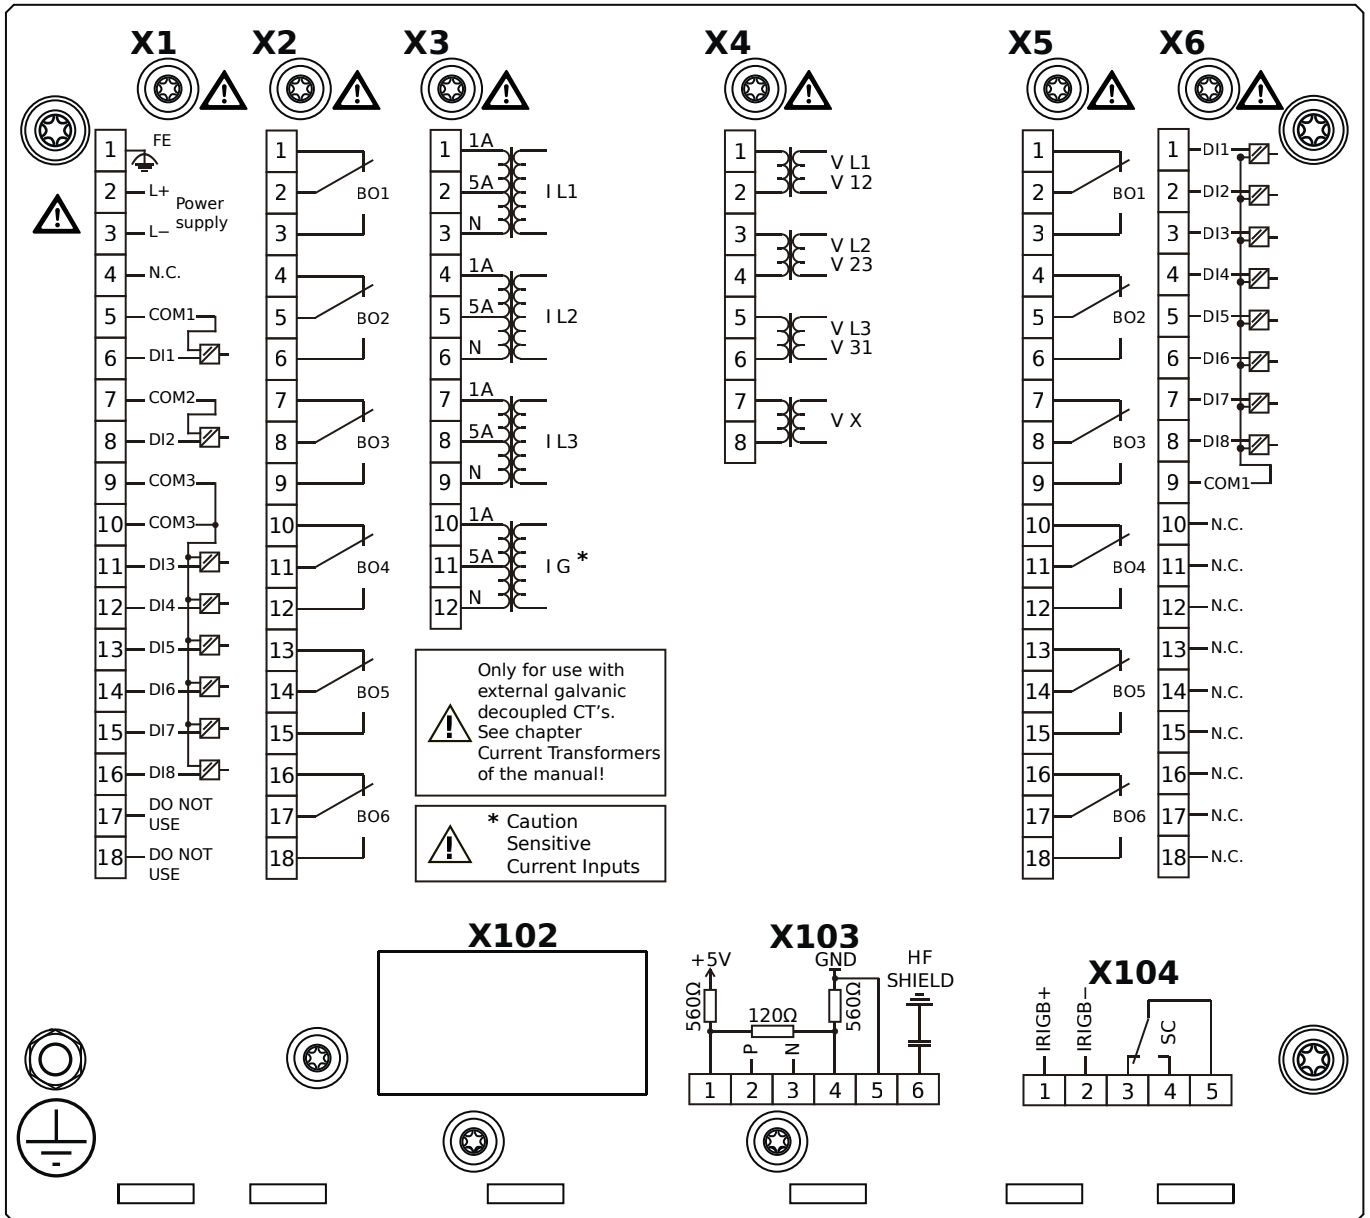 X1
1
FE
2
L+
Power
supply
3
L−
4
N.C.
5
COM1
6
DI1
7
COM2
8
DI2
9
COM3
10
COM3
11
DI3
12
DI4
13
DI5
14
DI6
15
DI7
16
DI8
17
DO NOT
USE
18
DO NOT
USE
X2
1
2
BO1
3
4
5
BO2
6
7
8
BO3
9
10
11
BO4
12
13
14
BO5
15
16
17
BO6
18
X3
1
1A
2
5A
I L1
3
N
4
1A
5
5A
I L2
6
N
7
1A
8
5A
I L3
9
N
10
1A
11
5A
I G *
12
N
Only for use with
external galvanic
decoupled CT's.
See chapter
Current Transformers
of the manual!
* Caution
Sensitive
Current Inputs
X4
1
2
V L1
V 12
3
4
V L2
V 23
5
6
V L3
V 31
7
8
V X
X5
1
2
BO1
3
4
5
BO2
6
7
8
BO3
9
10
11
BO4
12
13
14
BO5
15
16
17
BO6
18
X6
1
DI1
2
DI2
3
DI3
4
DI4
5
DI5
6
DI6
7
DI7
8
DI8
9
COM1
10
N.C.
11
N.C.
12
N.C.
13
N.C.
14
N.C.
15
N.C.
16
N.C.
17
N.C.
18
N.C.
X102
X103
+5V
GND
HF
SHIELD
560Ω
120Ω
560Ω
P
N
1 2 3 4 5 6
X104
IRIGB+
IRIGB−
SC
1 2 3 4 5